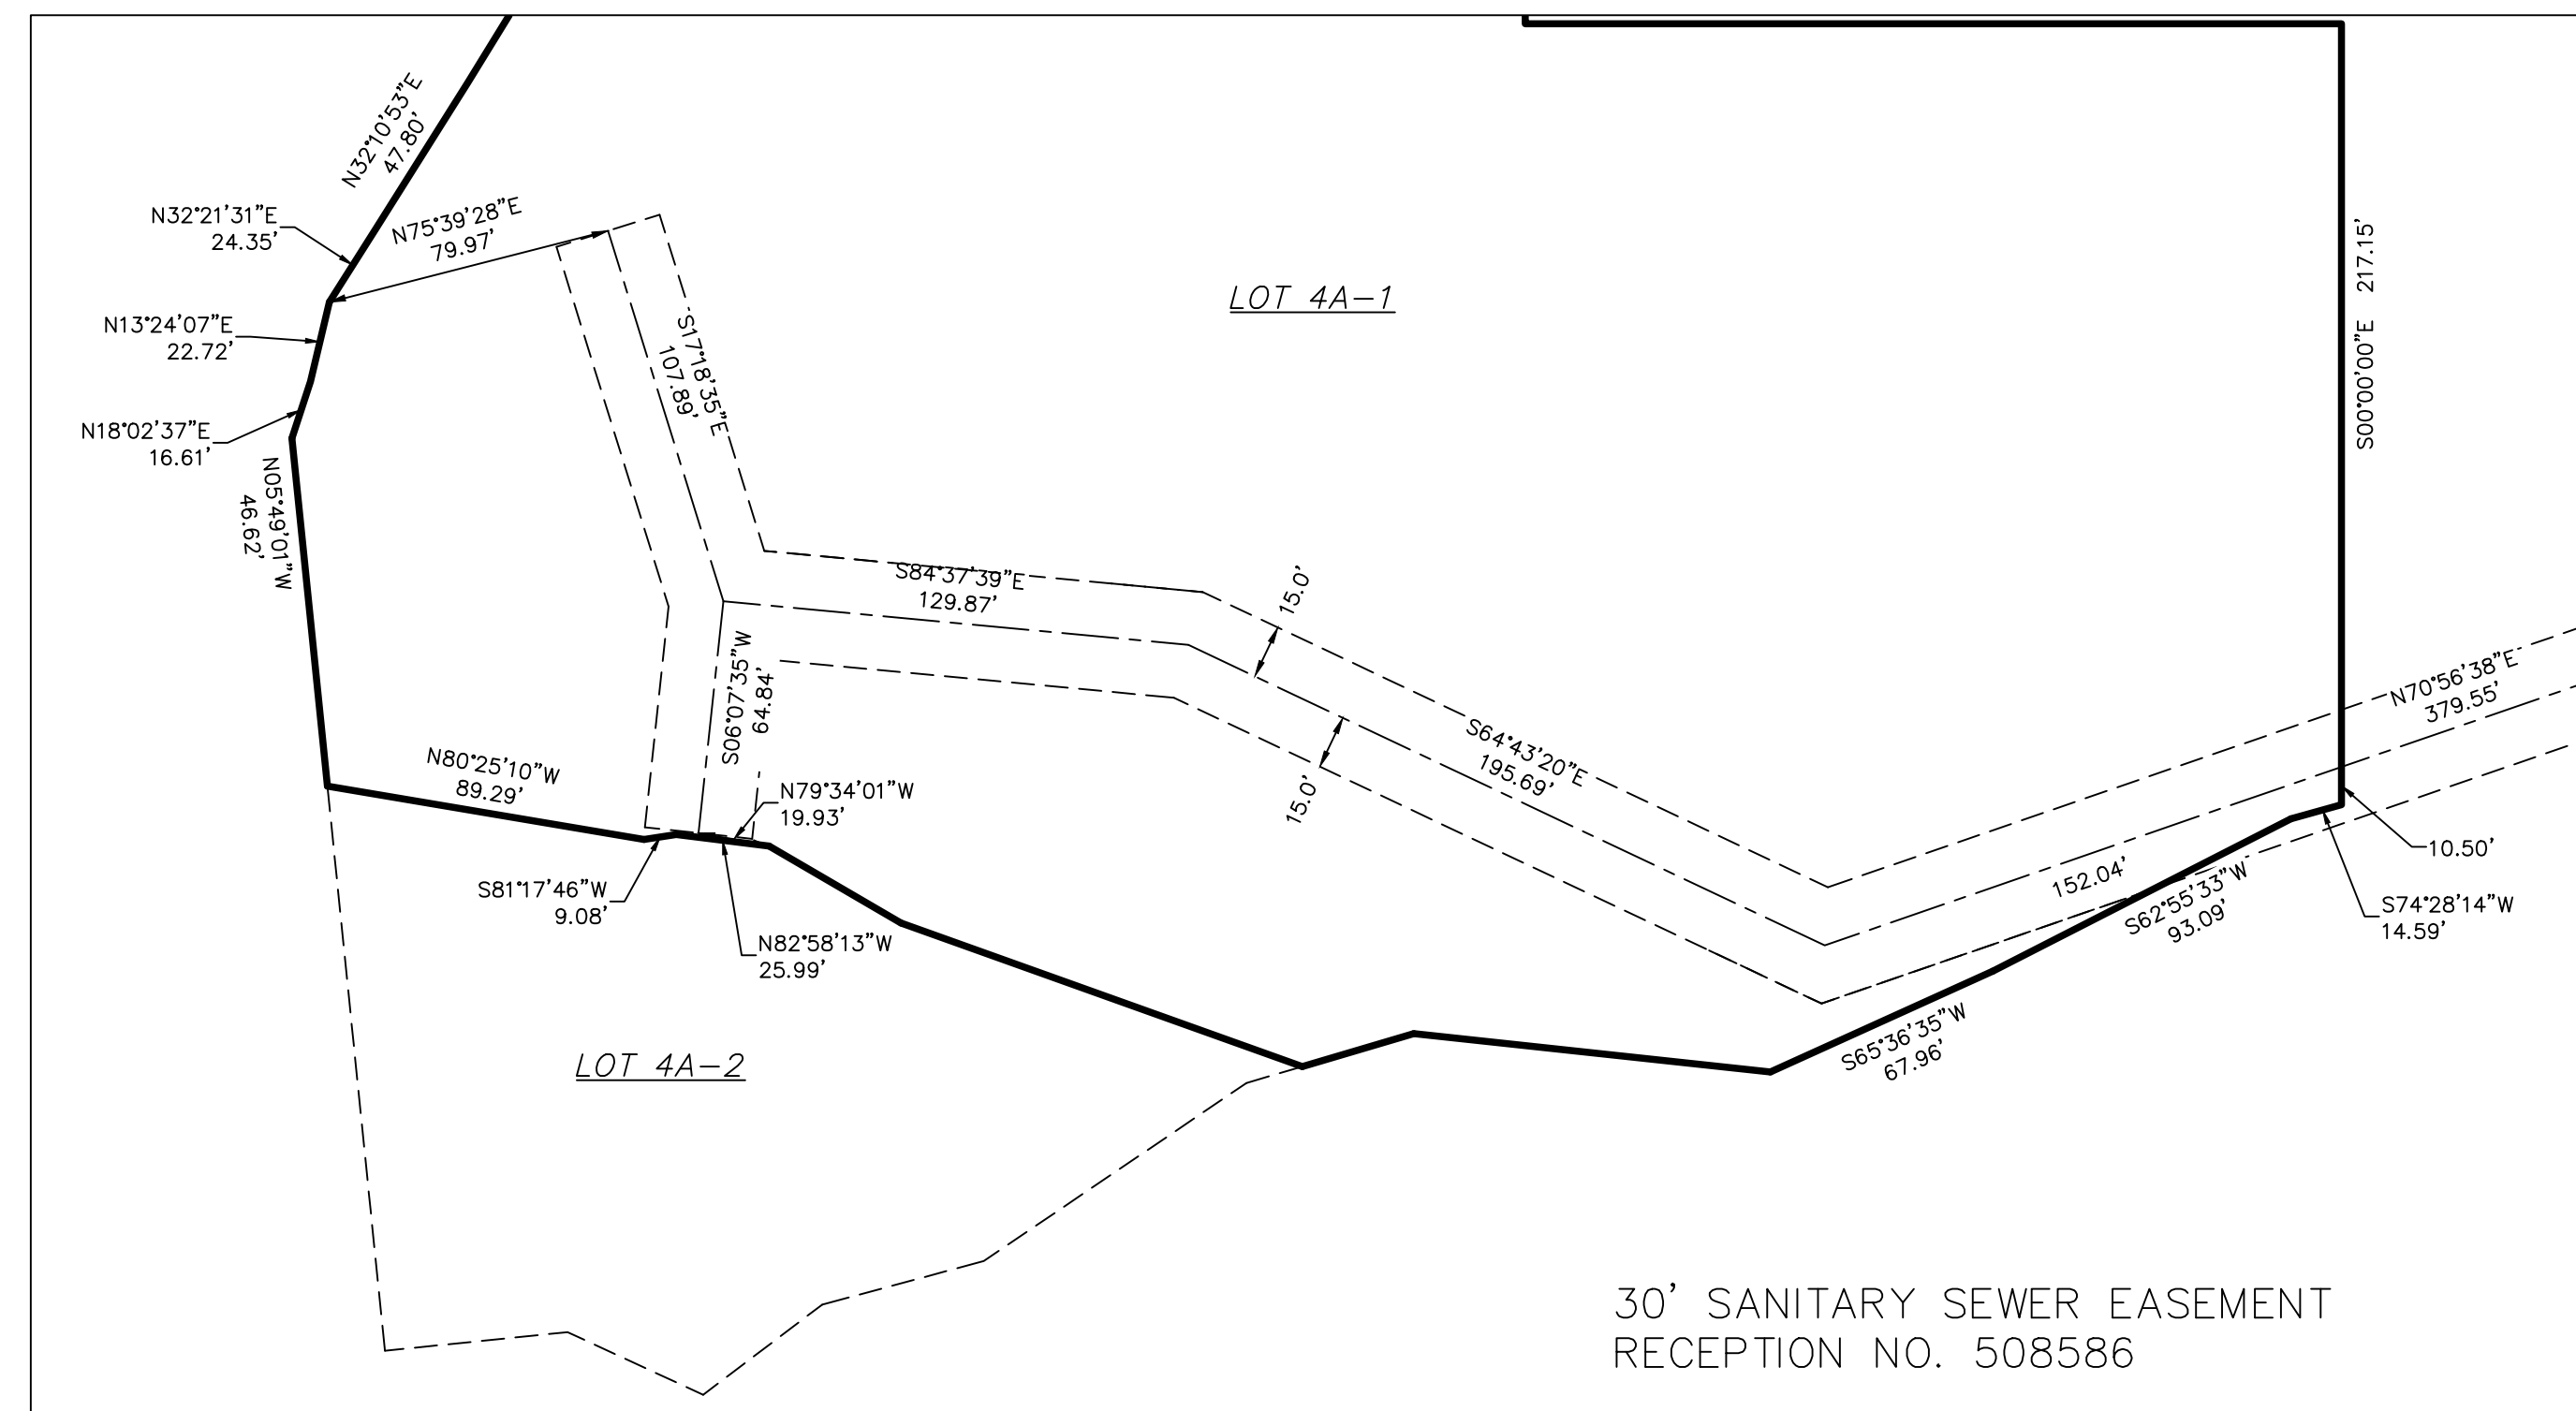 N32°10'53"E
47.80'
N32°21'31"E
24.35'
N75°39'28"E
79.97'
N13°24'07"E
22.72'
N18°02'37"E
16.61'
N05°49'01"W
46.62'
S17°18'35"E
107.89'
LOT 4A-1
S00°00'00"E 217.15'
S84°37'39"E
129.87'
15.0'
15.0'
S06°07'35"W
64.84'
S64°43'20"E
195.69'
N70°56'38"E
379.55'
N80°25'10"W
89.29'
N79°34'01"W
19.93'
S81°17'46"W
9.08'
N82°58'13"W
25.99'
152.04'
S62°55'33"W
93.09'
10.50'
S74°28'14"W
14.59'
S65°36'35"W
67.96'
LOT 4A-2
30' SANITARY SEWER EASEMENT
RECEPTION NO. 508586